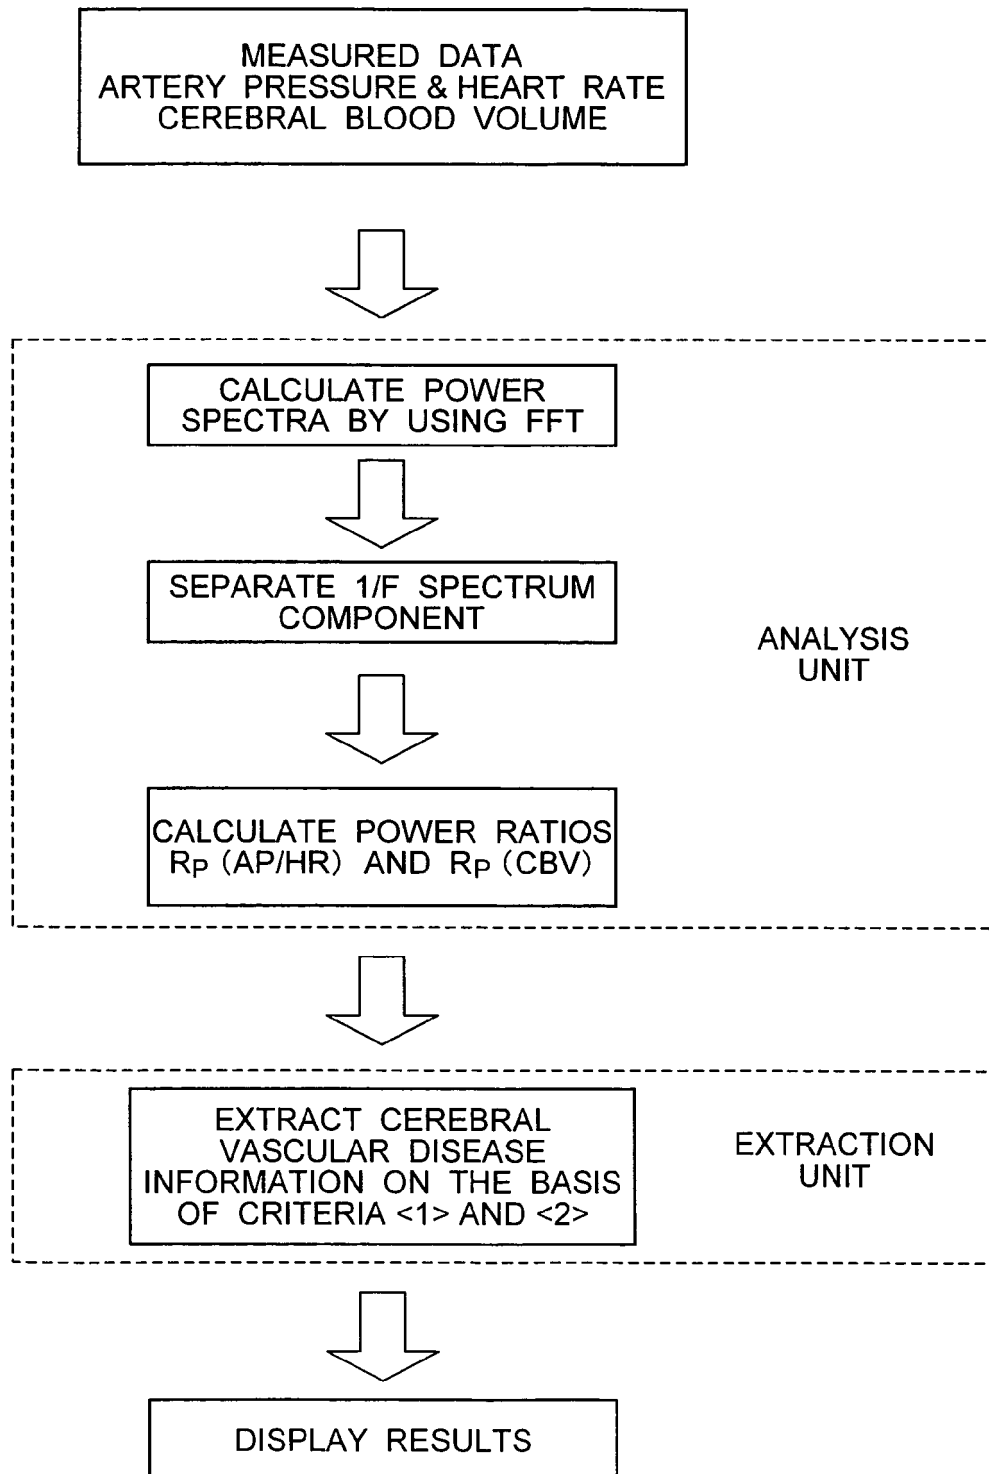 MEASURED DATA
ARTERY PRESSURE & HEART RATE
CEREBRAL BLOOD VOLUME
CALCULATE POWER
SPECTRA BY USING FFT
SEPARATE 1/F SPECTRUM
COMPONENT
ANALYSIS
UNIT
CALCULATE POWER RATIOS
RP (AP/HR) AND RP (CBV)
EXTRACT CEREBRAL
VASCULAR DISEASE
INFORMATION ON THE BASIS
OF CRITERIA <1> AND <2>
EXTRACTION
UNIT
DISPLAY RESULTS